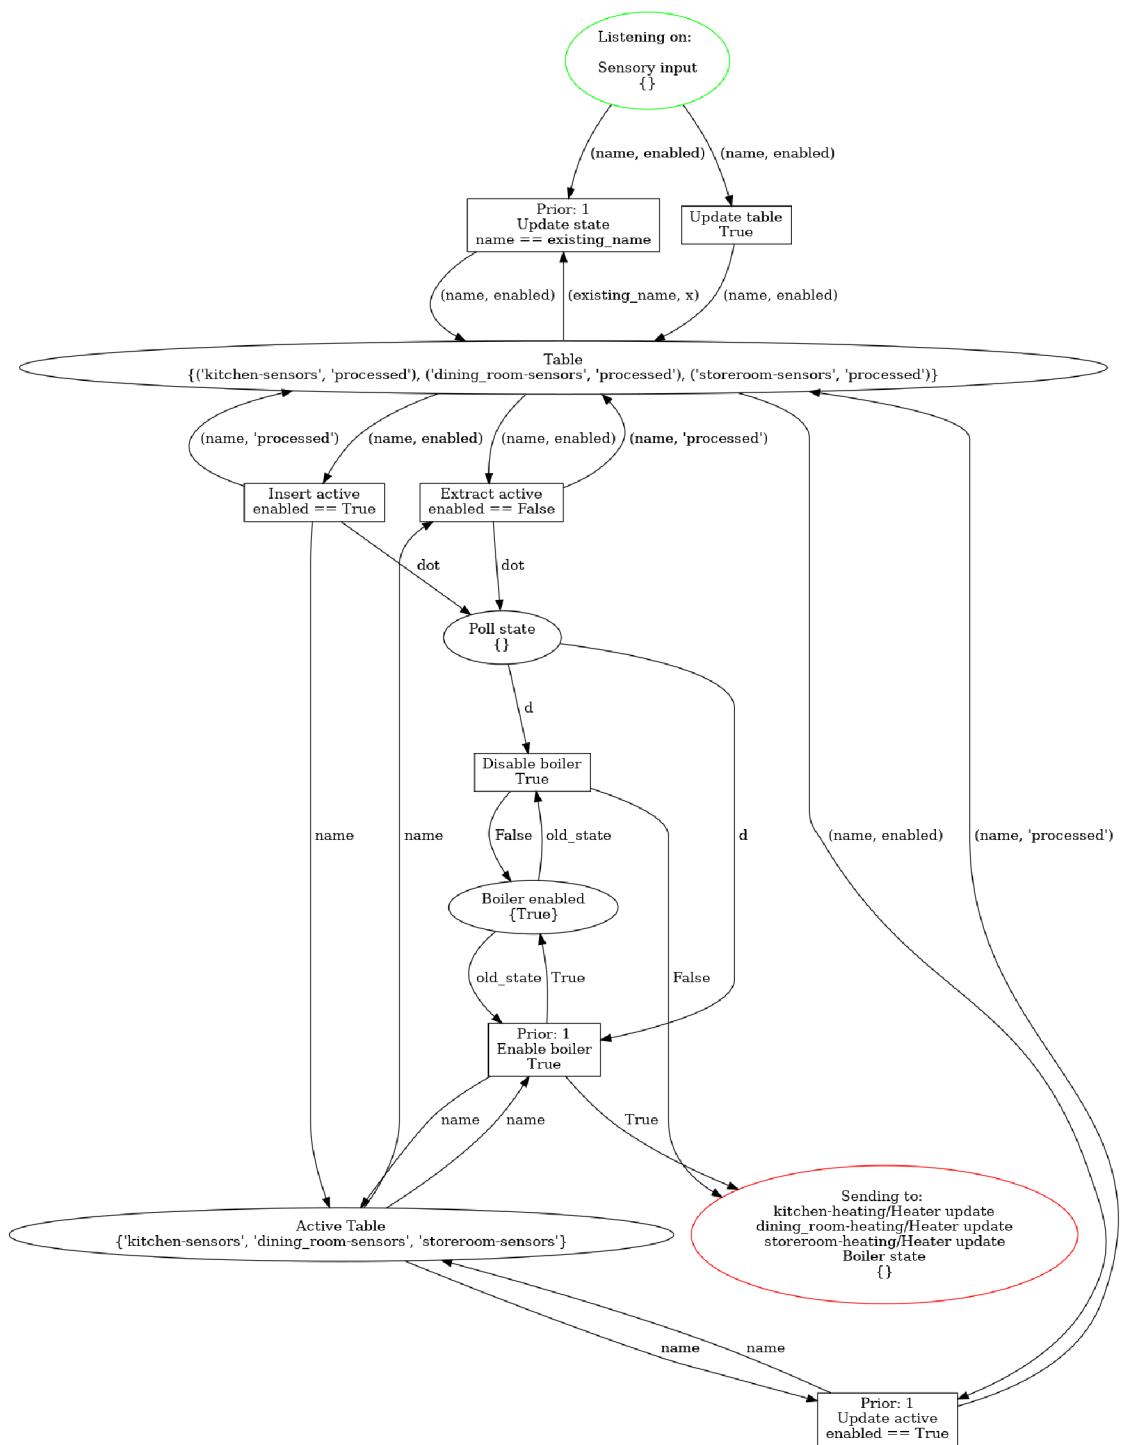 Listening on:
Sensory input
{}
(name, enabled)
(name, enabled)
Prior: 1
Update state
name == existing_name
Update table
True
(name, enabled)
(existing_name, x)
(name, enabled)
Table
{('kitchen-sensors', 'processed'), ('dining_room-sensors', 'processed'), ('storeroom-sensors', 'processed')}
(name, 'processed')
(name, enabled)
(name, enabled)
(name, 'processed')
Insert active
enabled == True
Extract active
enabled == False
dot
dot
Poll state
{}
d
Disable boiler
True
name
name
False
old_state
d
(name, enabled)
(name, 'processed')
Boiler enabled
{True}
old_state
True
False
Prior: 1
Enable boiler
True
name
name
True
Active Table
{'kitchen-sensors', 'dining_room-sensors', 'storeroom-sensors'}
Sending to:
kitchen-heating/Heater update
dining_room-heating/Heater update
storeroom-heating/Heater update
Boiler state
{}
name
name
Prior: 1
Update active
enabled == True